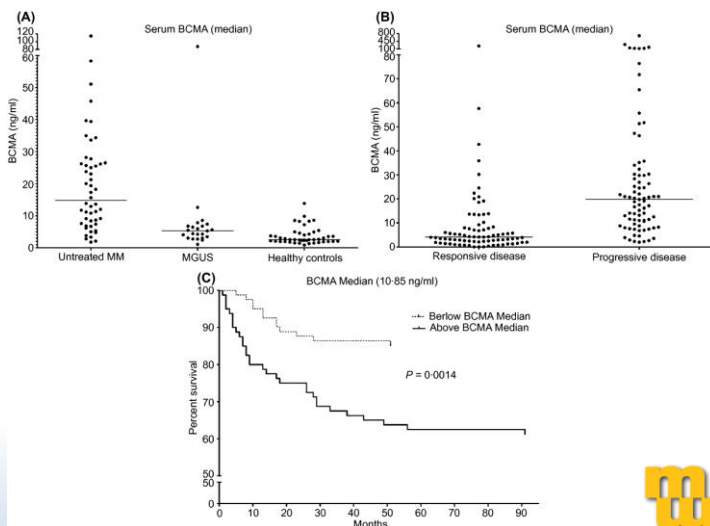 (A)
Serum BCMA (median)
120
100
80
60
50
40
30
20
10
0
BCMA (ng/ml)
Untreated MM
MGUS
Healthy controls
(B)
Serum BCMA (median)
800
450
100
80
70
60
50
40
30
20
10
0
BCMA (ng/ml)
Responsive disease
Progressive disease
(C)
BCMA Median (10·85 ng/ml)
100
90
80
70
60
50
50
0
Percent survival
Berlow BCMA Median
Above BCMA Median
P = 0·0014
0 10 20 30 40 50 60 70 80 90
Months